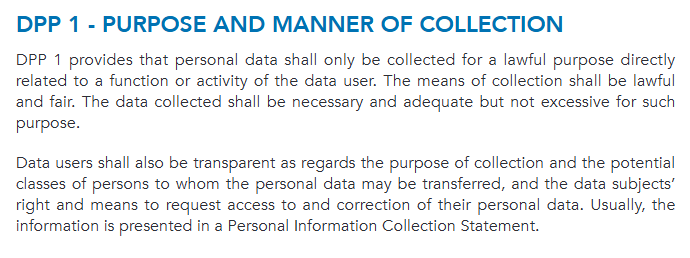 DPP 1 - PURPOSE AND MANNER OF COLLECTION
DPP 1 provides that personal data shall only be collected for a lawful purpose directly
related to a function or activity of the data user. The means of collection shall be lawful
and fair. The data collected shall be necessary and adequate but not excessive for such
purpose.
Data users shall also be transparent as regards the purpose of collection and the potential
classes of persons to whom the personal data may be transferred, and the data subjects’
right and means to request access to and correction of their personal data. Usually, the
information is presented in a Personal Information Collection Statement.